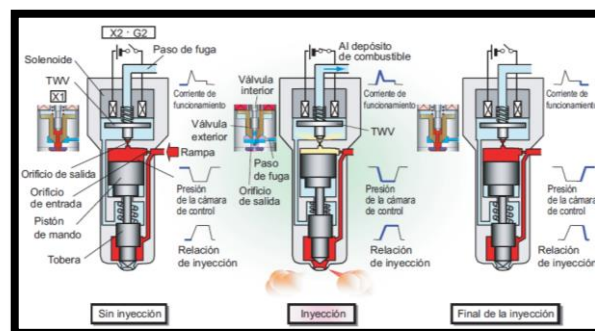 X2 · G2
Paso de fuga
Solenoide
TWV
X1
Corriente de
funcionamiento
Orificio de salida
Orificio
de entrada
Pistón
de mando
Tobera
Rampa
Presión
de la cámara
de control
Relación
de inyección
Sin inyección
Al depósito
de combustible
Válvula
interior
Válvula
exterior
Paso
de fuga
Orificio
de salida
TWV
Corriente de
funcionamiento
Presión
de la cámara
de control
Relación
de inyección
Inyección
Corriente de
funcionamiento
Presión
de la cámara
de control
Relación
de inyección
Final de la inyección